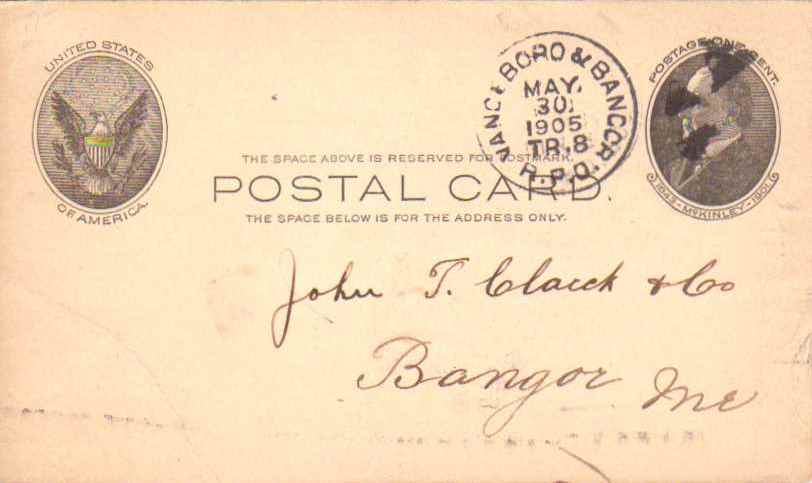 UNITED STATES
OF AMERICA.
VANCEBORO & BANGOR
MAY.
30.
1905
TR.8
R.P.O.
POSTAGE ONE CENT.
1843-McKINLEY-1901
THE SPACE ABOVE IS RESERVED FOR POSTMARK.
POSTAL CARD.
THE SPACE BELOW IS FOR THE ADDRESS ONLY.
John T. Clark & Co
Bangor Me